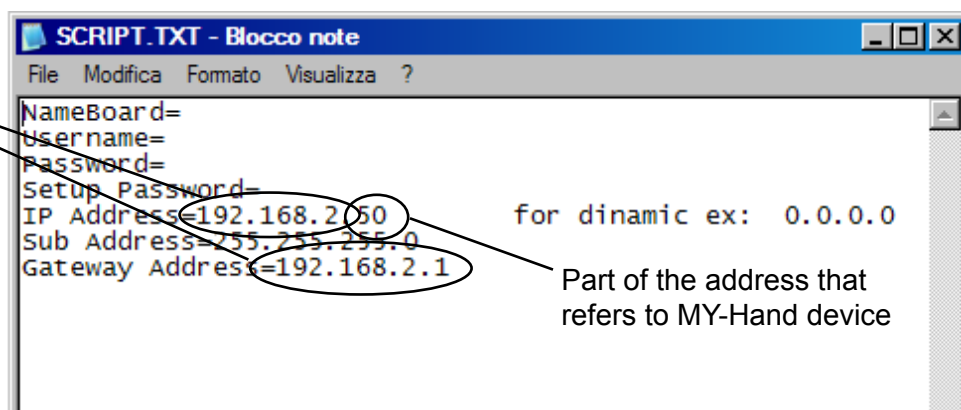 SCRIPT.TXT - Blocco note
File Modifica Formato Visualizza ?
NameBoard=
Username=
Password=
Setup Password=
IP Address=192.168.2.50 for dinamic ex: 0.0.0.0
Sub Address=255.255.255.0
Gateway Address=192.168.2.1
Part of the address that
refers to MY-Hand device